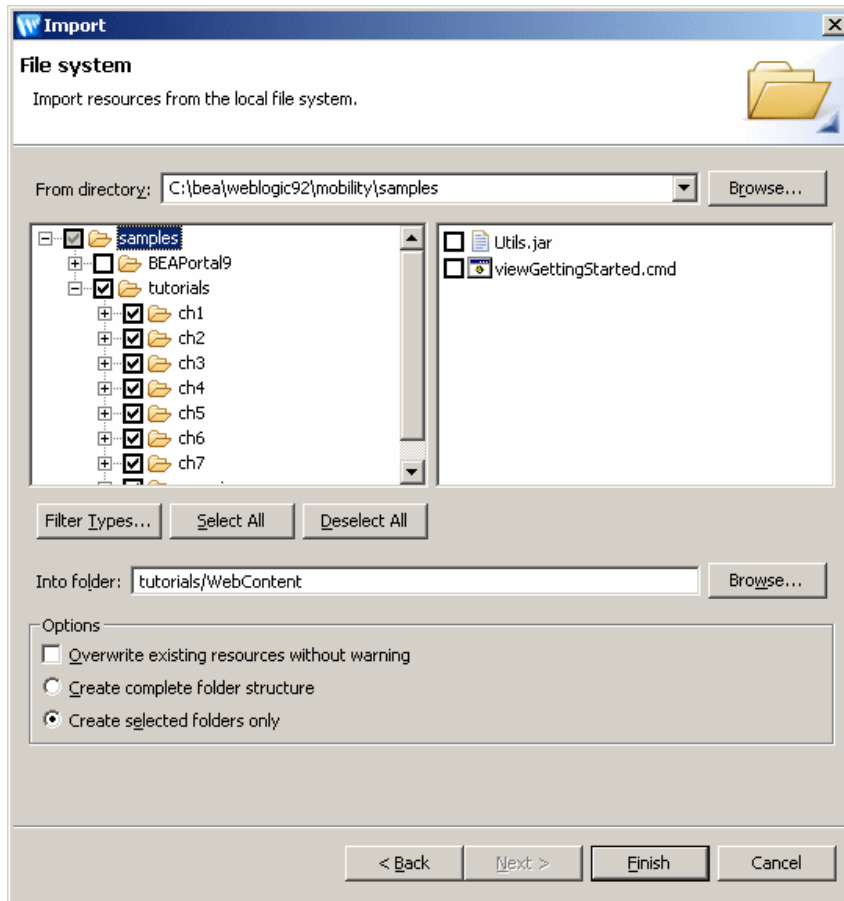 Import
File system
Import resources from the local file system.
From directory: C:\bea\weblogic92\mobility\samples Browse...
samples
BEAPortal9
tutorials
ch1
ch2
ch3
ch4
ch5
ch6
ch7
Utils.jar
viewGettingStarted.cmd
Filter Types... Select All Deselect All
Into folder: tutorials/WebContent Browse...
Options
Overwrite existing resources without warning
Create complete folder structure
Create selected folders only
< Back Next > Finish Cancel